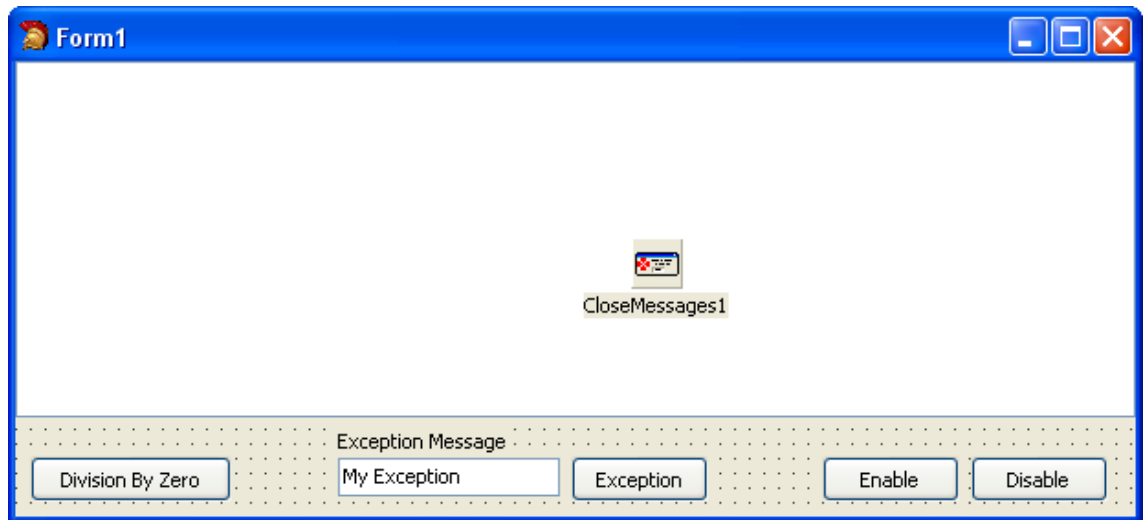 Form1
CloseMessages1
Exception Message
Division By Zero
My Exception
Exception
Enable
Disable